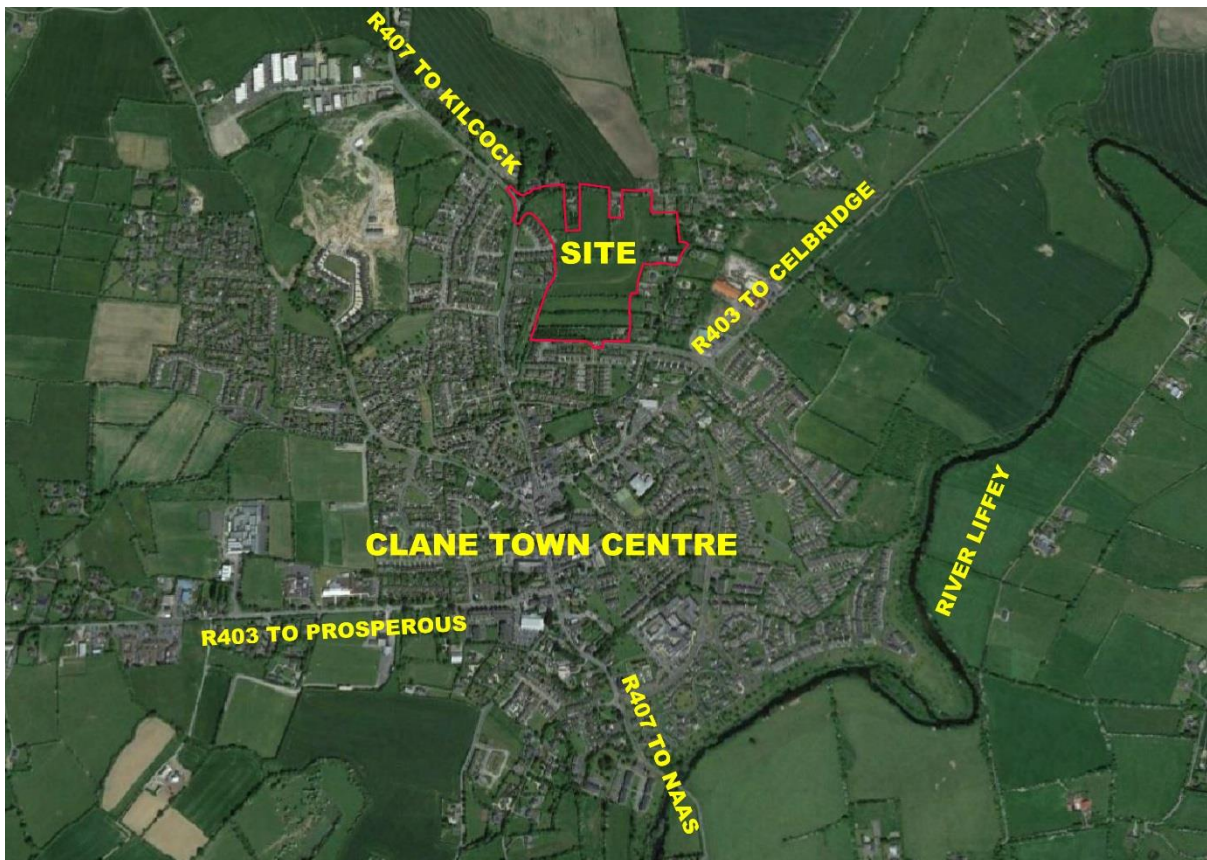 R407 TO KILCOCK
SITE
R403 TO CELBRIDGE
RIVER LIFFEY
CLANE TOWN CENTRE
R403 TO PROSPEROUS
R407 TO NAAS